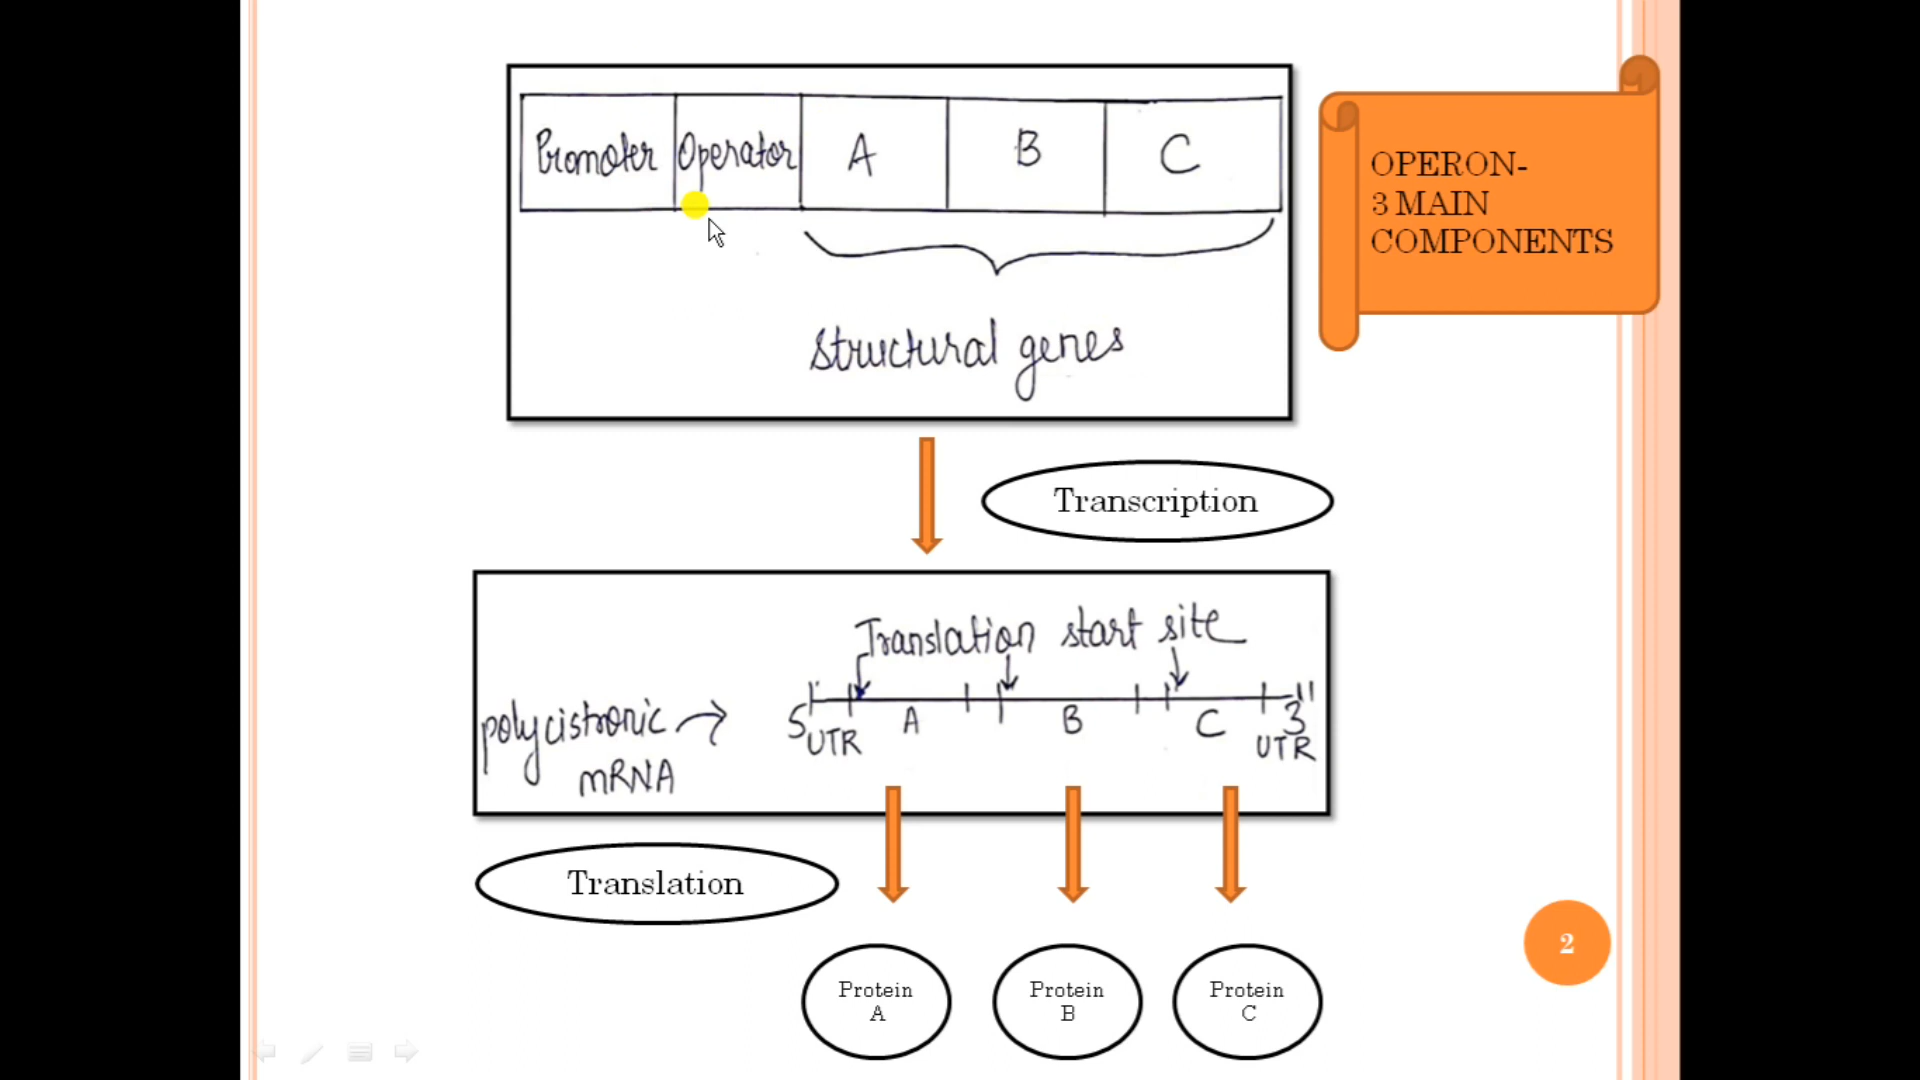 Promoter Operator A B C
structural genes
OPERON-
3 MAIN
COMPONENTS
Transcription
Translation start site
polycistronic
mRNA
5 A B C 3
UTR UTR
Translation
Protein
A
Protein
B
Protein
C
2